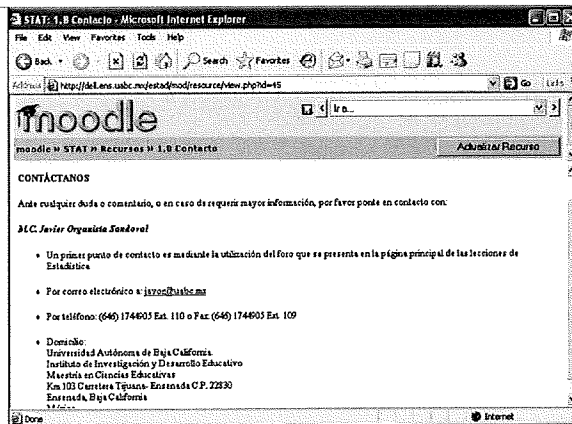 STAT: 1.8 Contacto - Microsoft Internet Explorer
File Edit View Favorites Tools Help
Back Search Favorites
Address http://dell.ens.uabc.mx/estad/mod/resource/view.php?id=45 Go Links
moodle Ir a...
moodle » STAT » Recursos » 1.8 Contacto Actualizar Recurso
CONTÁCTANOS
Ante cualquier duda o comentario, o en caso de requerir mayor información, por favor ponte en contacto con:
M.C. Javier Organista Sandoval
• Un primer punto de contacto es mediante la utilización del foro que se presenta en la página principal de las lecciones de
Estadística
• Por correo electrónico a: javor@uabc.mx
• Por teléfono: (646) 1744905 Ext. 110 o Fax (646) 1744905 Ext. 109
• Domicilio:
Universidad Autónoma de Baja California.
Instituto de Investigación y Desarrollo Educativo
Maestría en Ciencias Educativas
Km 103 Carretera Tijuana- Ensenada C.P. 22830
Ensenada, Baja California
México
Done Internet